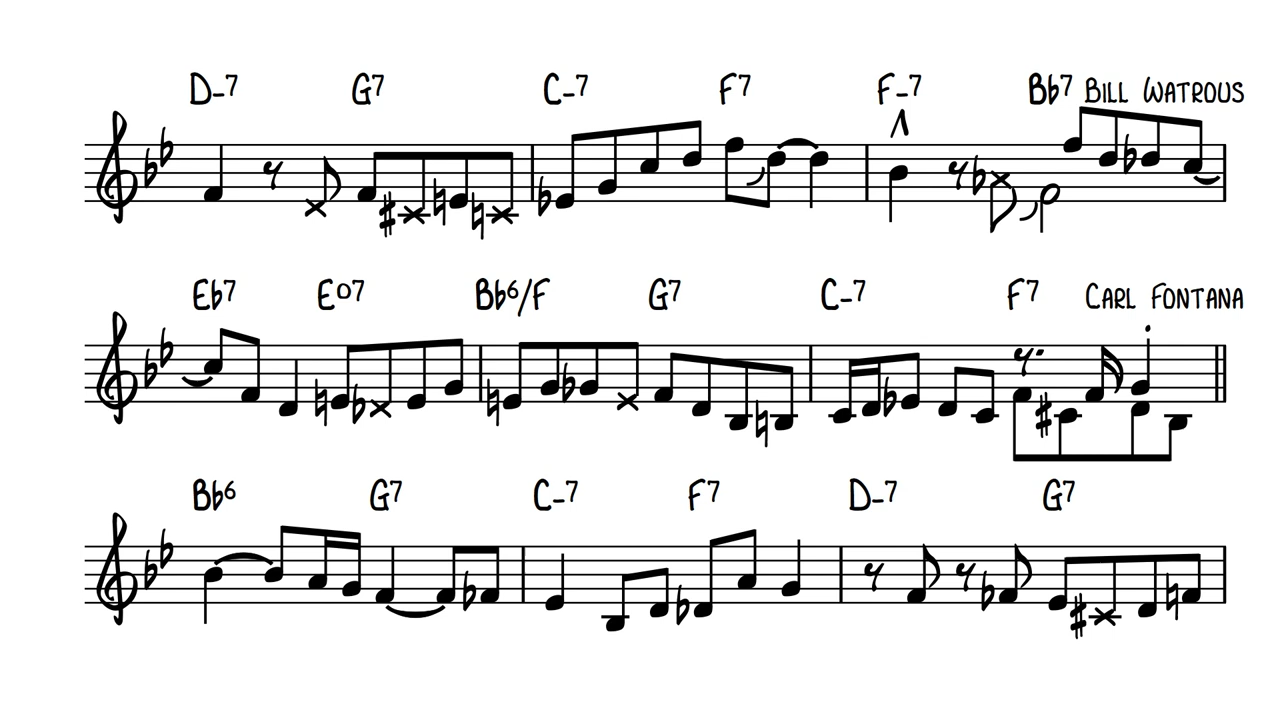 D-7 G7 C-7 F7 F-7 Bb7 BILL WATROUS
Eb7 Eo7 Bb6/F G7 C-7 F7 CARL FONTANA
Bb6 G7 C-7 F7 D-7 G7